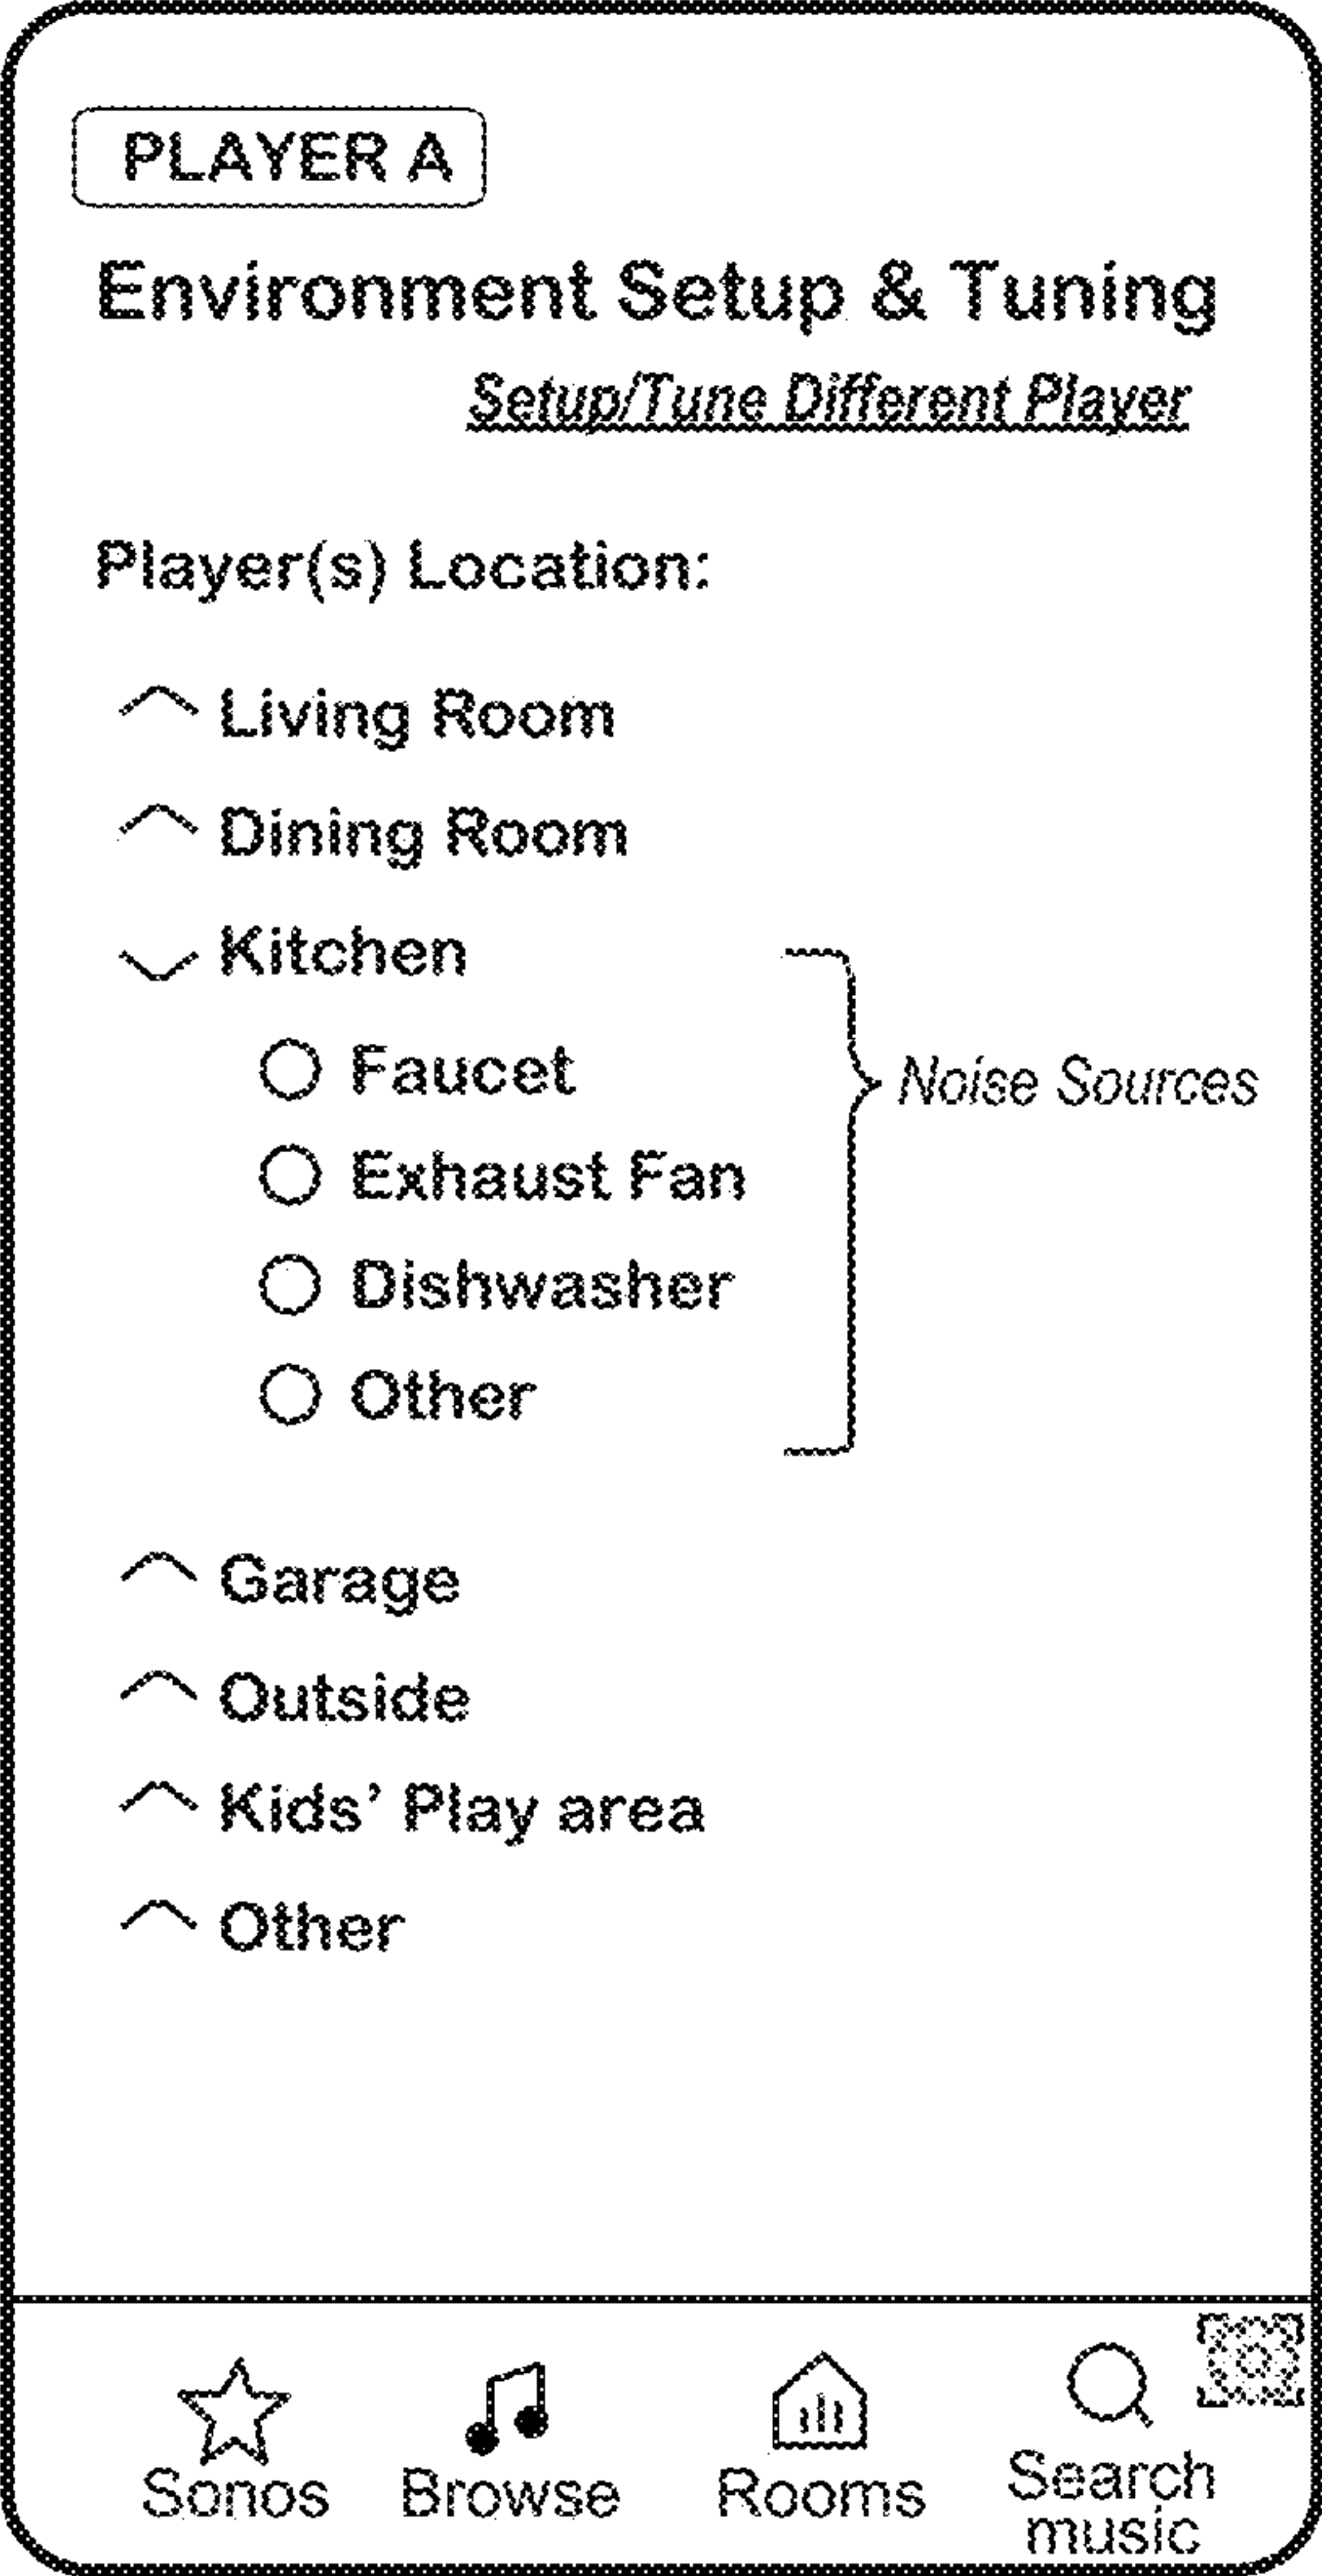 PLAYER A
Environment Setup & Tuning
Setup/Tune Different Player
Player(s) Location:
Living Room
Dining Room
Kitchen
Faucet
Noise Sources
Exhaust Fan
Dishwasher
Other
Garage
Outside
Kids’ Play area
Other
Sonos
Browse
Rooms
Search
music